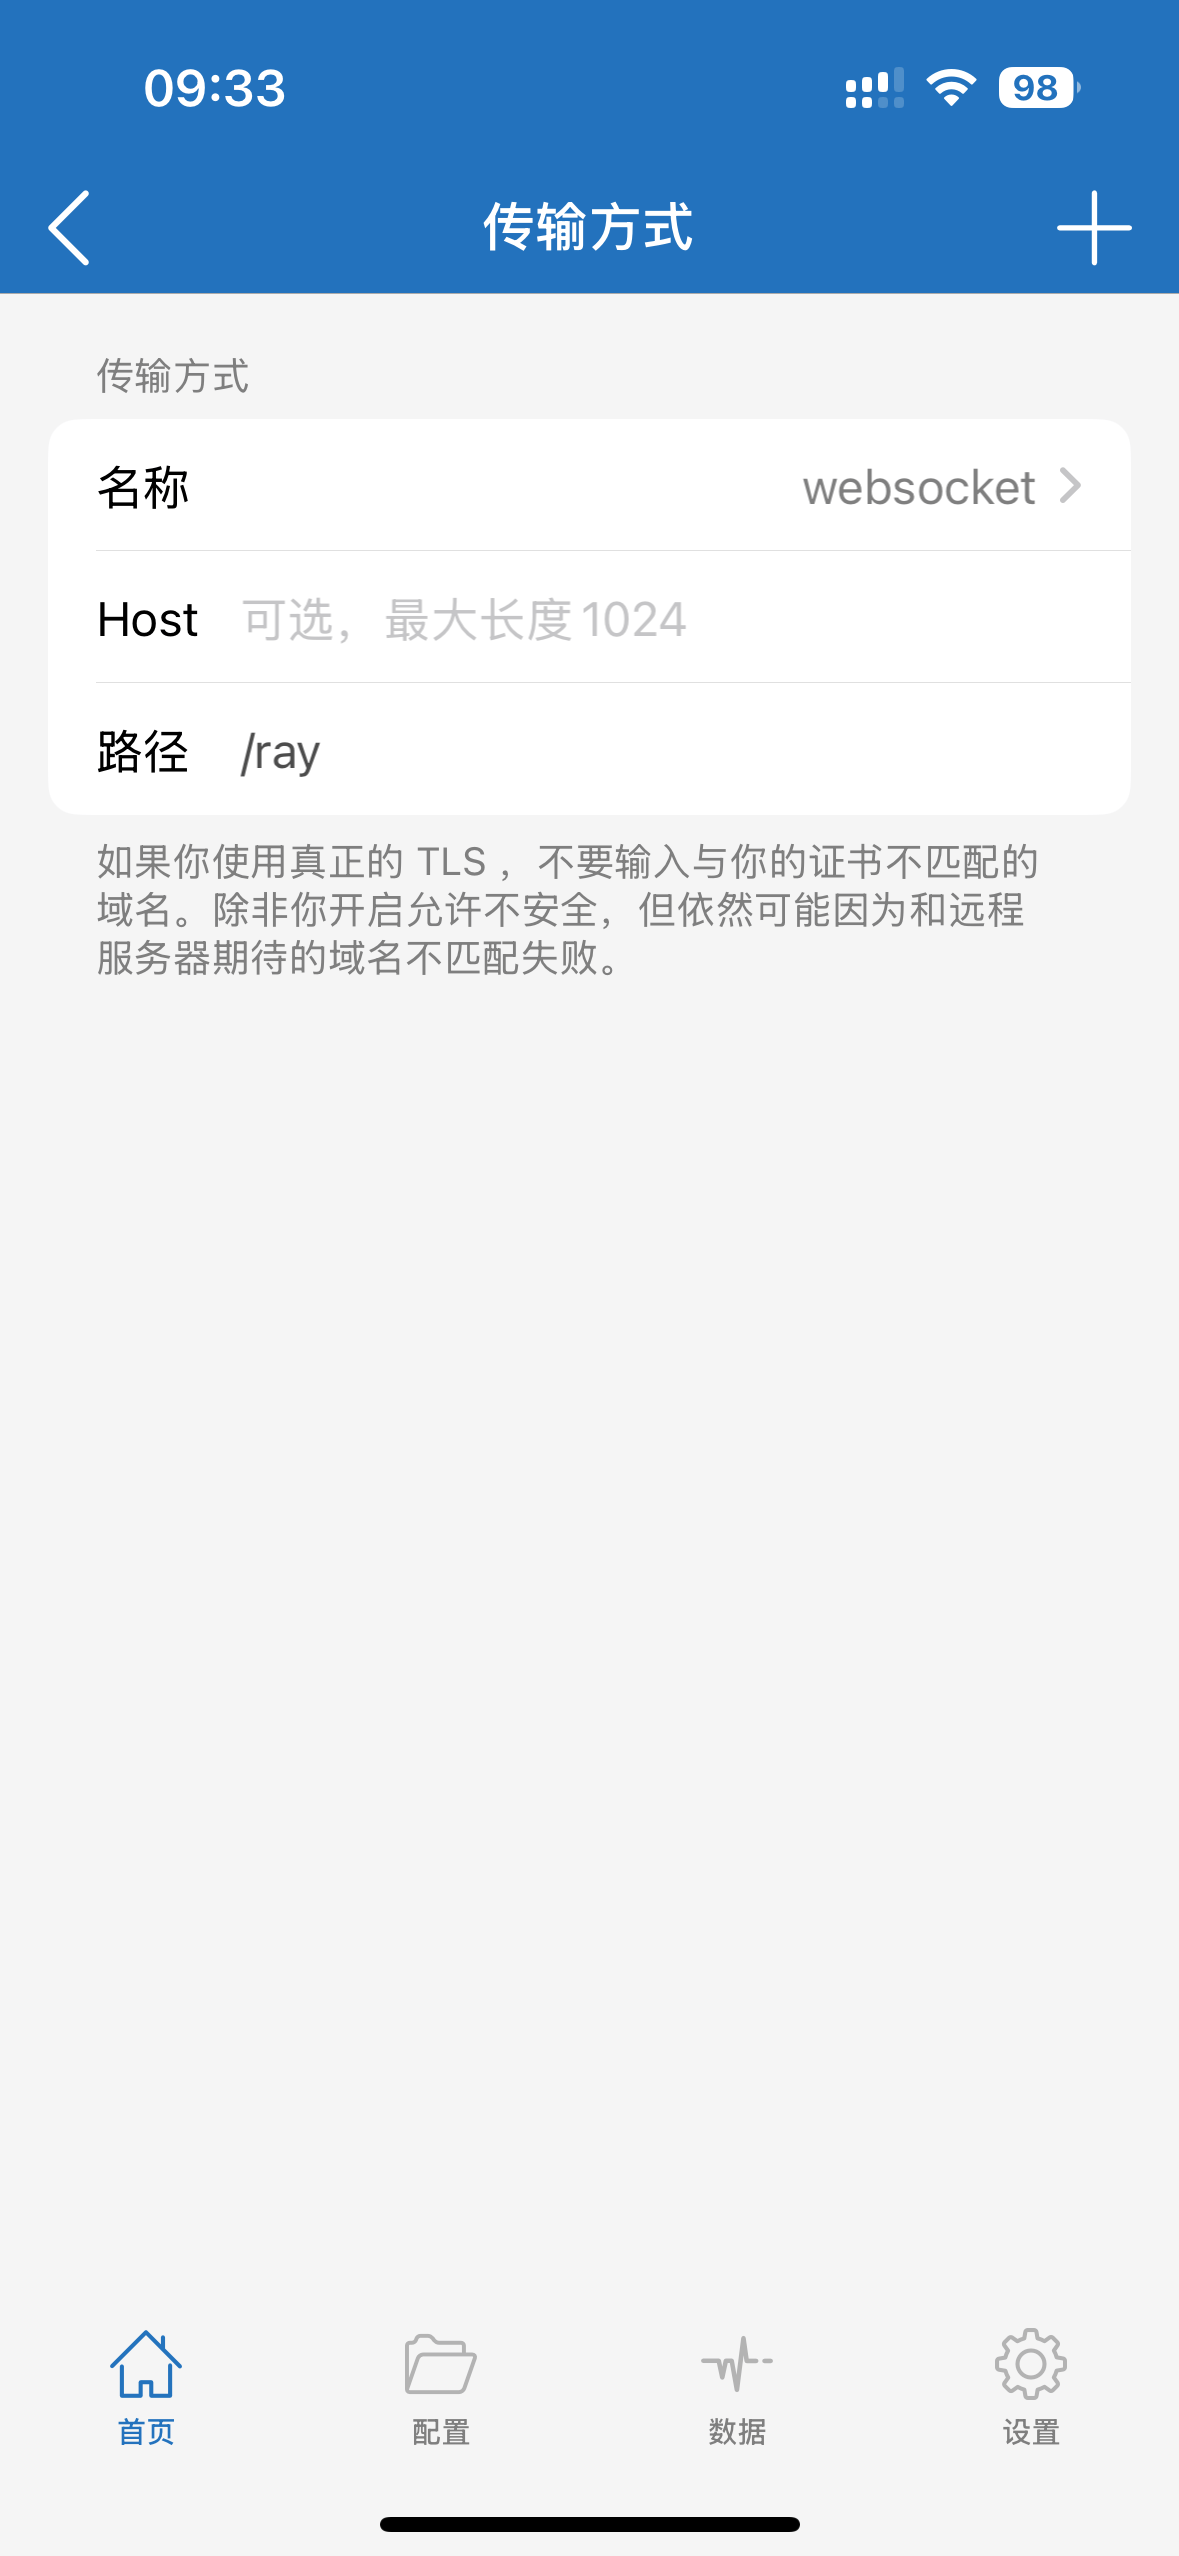 09:33
98
传输方式
传输方式
名称 websocket
Host 可选，最大长度 1024
路径 /ray
如果你使用真正的 TLS ，不要输入与你的证书不匹配的
域名。除非你开启允许不安全，但依然可能因为和远程
服务器期待的域名不匹配失败。
首页 配置 数据 设置